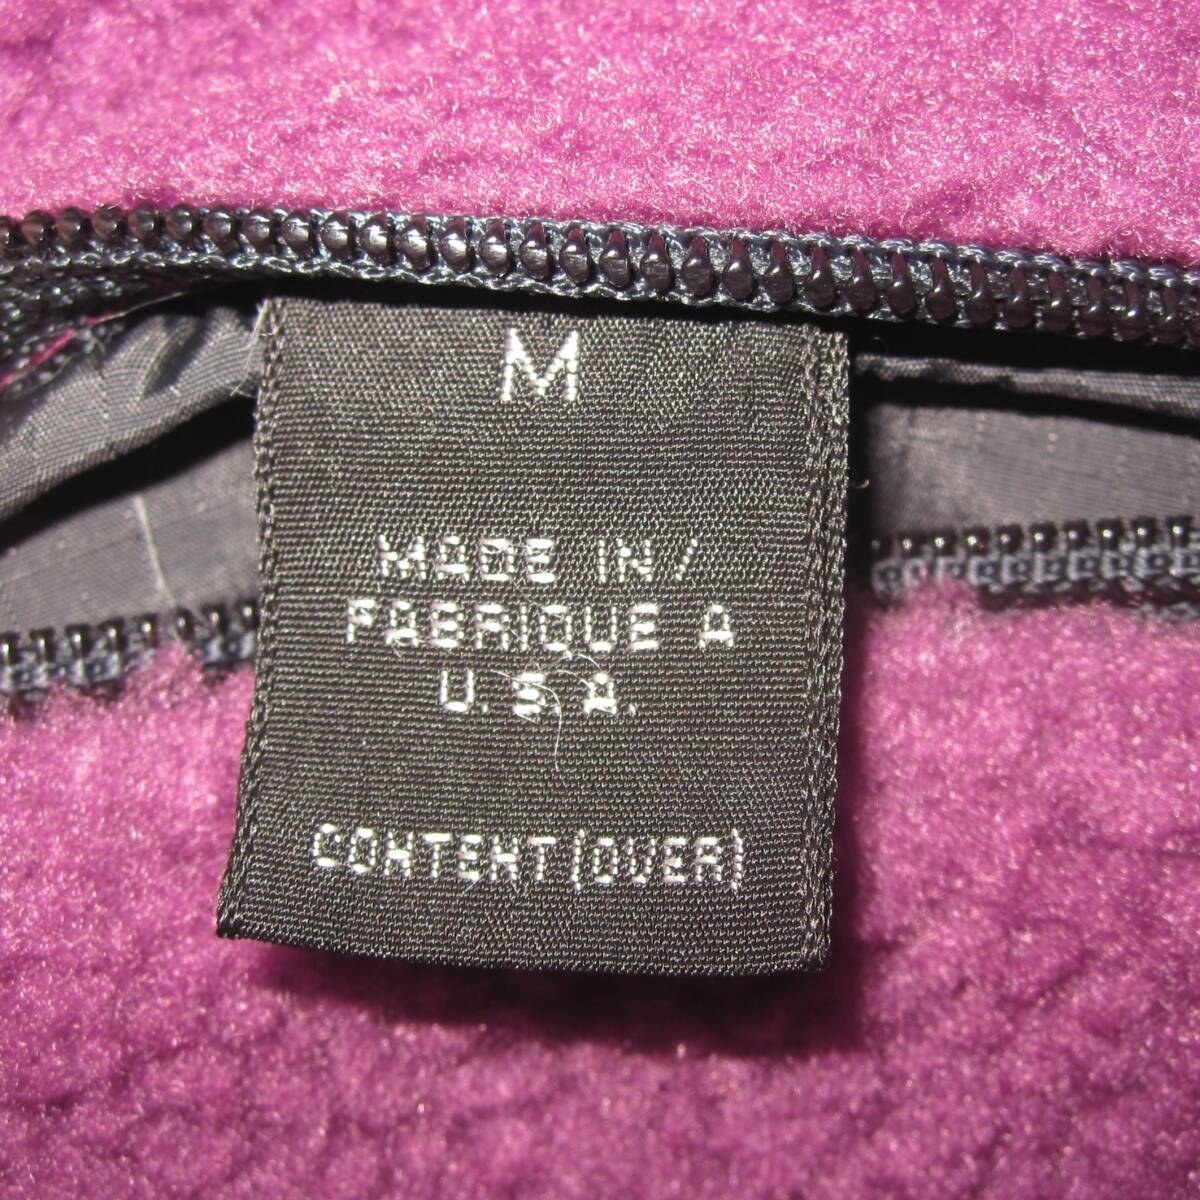 M
MADE IN/
FABRIQUE A
U.S.A.
CONTENT (OVER)